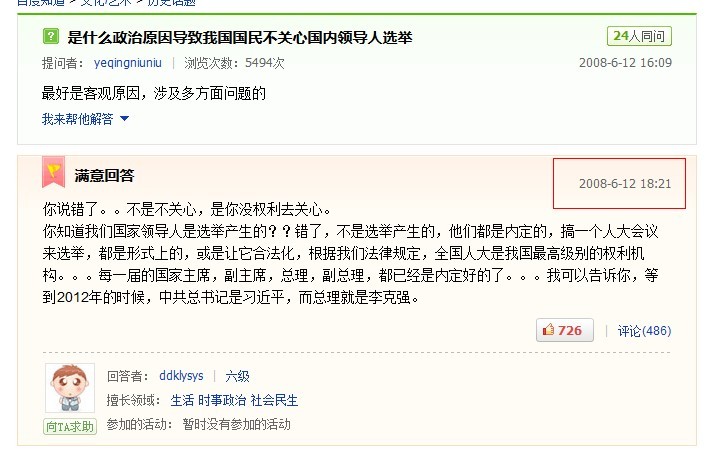 百度知道 > 文化/艺术 > 历史话题
是什么政治原因导致我国国民不关心国内领导人选举
24人同问
提问者： yeqingniuniu | 浏览次数：5494次
2008-6-12 16:09
最好是客观原因，涉及多方面问题的
我来帮他解答
满意回答
2008-6-12 18:21
你说错了。。不是不关心，是你没权利去关心。
你知道我们国家领导人是选举产生的？？错了，不是选举产生的，他们都是内定的，搞一个人大会议
来选举，都是形式上的，或是让它合法化，根据我们法律规定，全国人大是我国最高级别的权利机
构。。。每一届的国家主席，副主席，总理，副总理，都已经是内定好的了。。。我可以告诉你，等
到2012年的时候，中共总书记是习近平，而总理就是李克强。
726 | 评论(486)
回答者： ddklysys | 六级
擅长领域： 生活 时事政治 社会民生
向TA求助
参加的活动： 暂时没有参加的活动